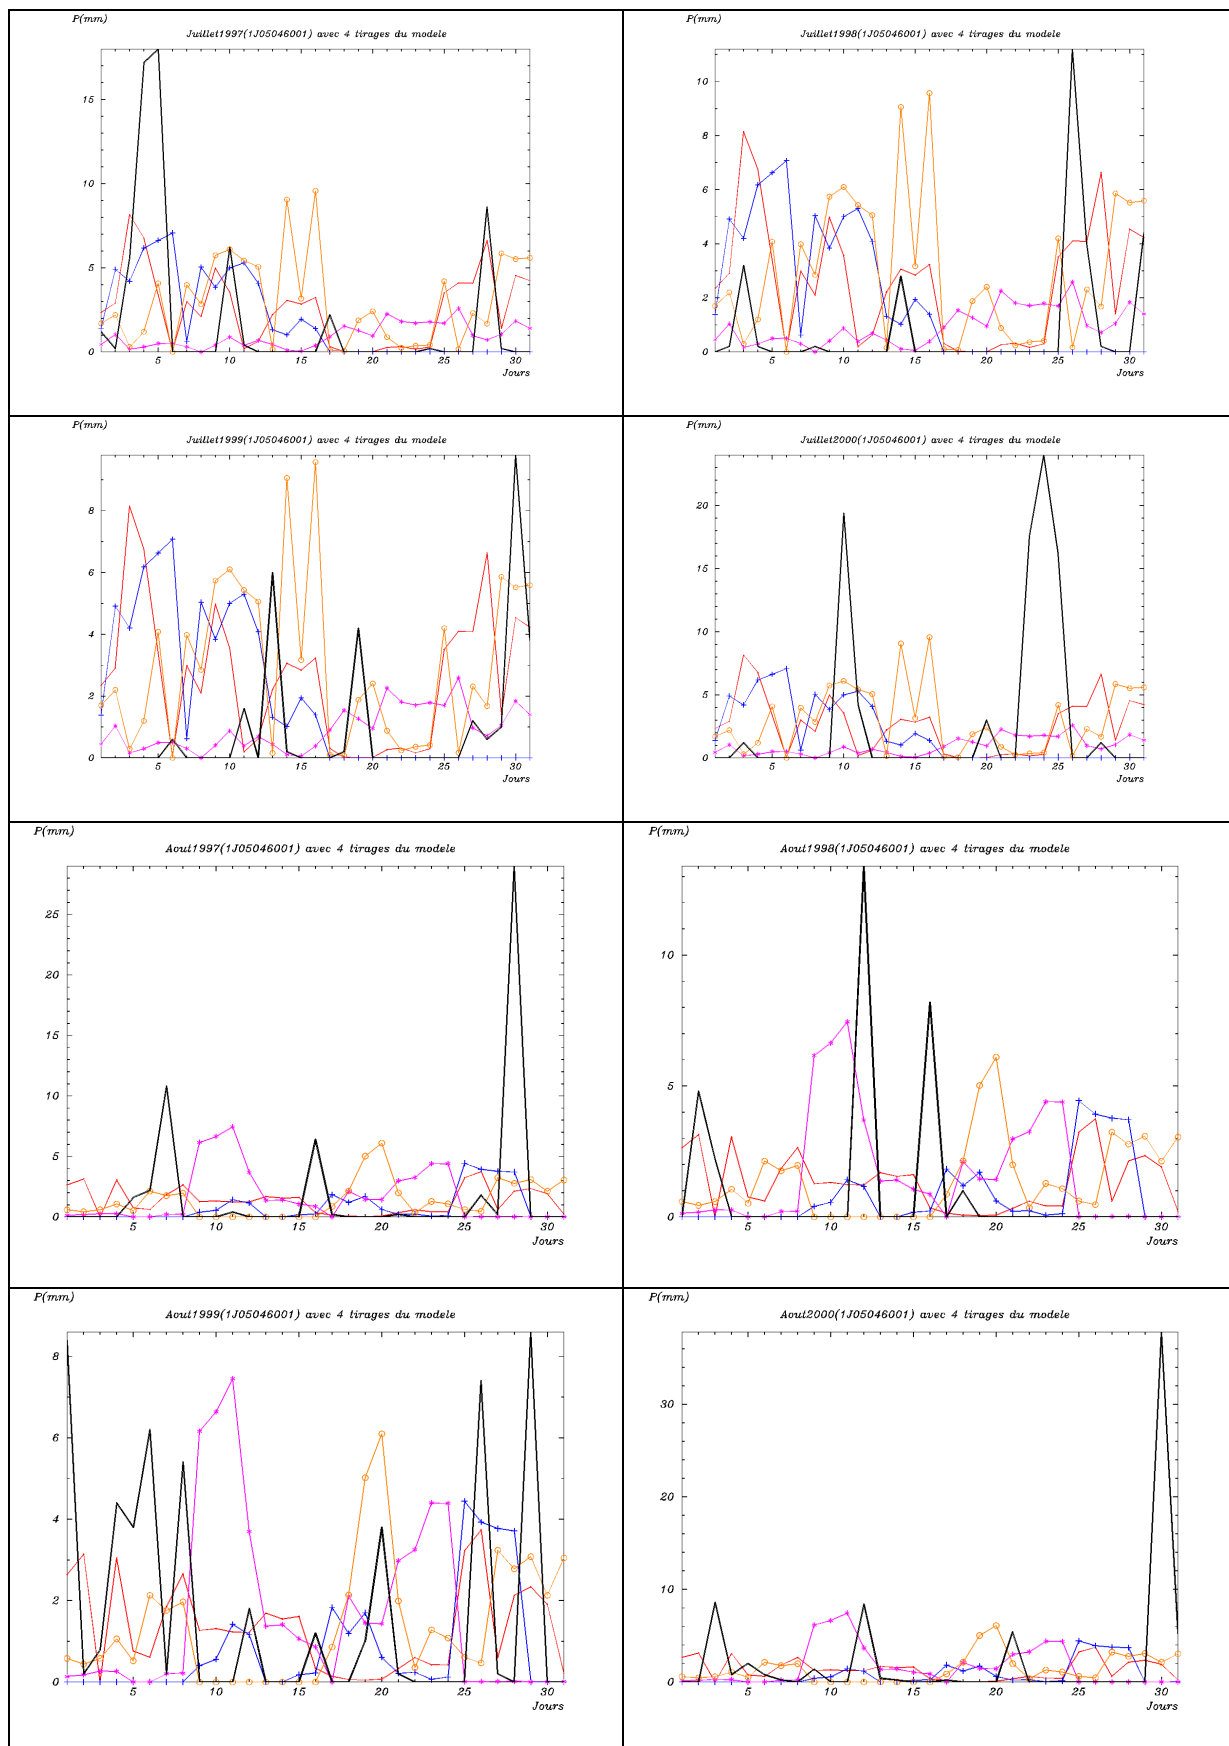 P(mm)
Juillet1997(1J05046001) avec 4 tirages du modele
15
10
5
0
5 10 15 20 25 30
Jours
P(mm)
Juillet1998(1J05046001) avec 4 tirages du modele
10
8
6
4
2
0
5 10 15 20 25 30
Jours
P(mm)
Juillet1999(1J05046001) avec 4 tirages du modele
8
6
4
2
0
5 10 15 20 25 30
Jours
P(mm)
Juillet2000(1J05046001) avec 4 tirages du modele
20
15
10
5
0
5 10 15 20 25 30
Jours
P(mm)
Aout1997(1J05046001) avec 4 tirages du modele
25
20
15
10
5
0
5 10 15 20 25 30
Jours
P(mm)
Aout1998(1J05046001) avec 4 tirages du modele
10
5
0
5 10 15 20 25 30
Jours
P(mm)
Aout1999(1J05046001) avec 4 tirages du modele
8
6
4
2
0
5 10 15 20 25 30
Jours
P(mm)
Aout2000(1J05046001) avec 4 tirages du modele
30
20
10
0
5 10 15 20 25 30
Jours